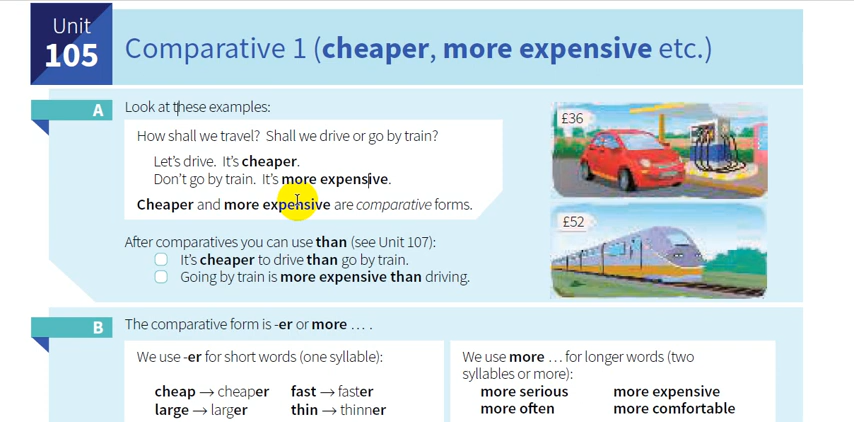 Unit
105
Comparative 1 (cheaper, more expensive etc.)
A
Look at these examples:
How shall we travel? Shall we drive or go by train?
Let's drive. It's cheaper.
Don't go by train. It's more expensive.
Cheaper and more expensive are comparative forms.
£36
£52
After comparatives you can use than (see Unit 107):
It's cheaper to drive than go by train.
Going by train is more expensive than driving.
B
The comparative form is -er or more … .
We use -er for short words (one syllable):
cheap → cheaper fast → faster
large → larger thin → thinner
We use more … for longer words (two
syllables or more):
more serious more expensive
more often more comfortable